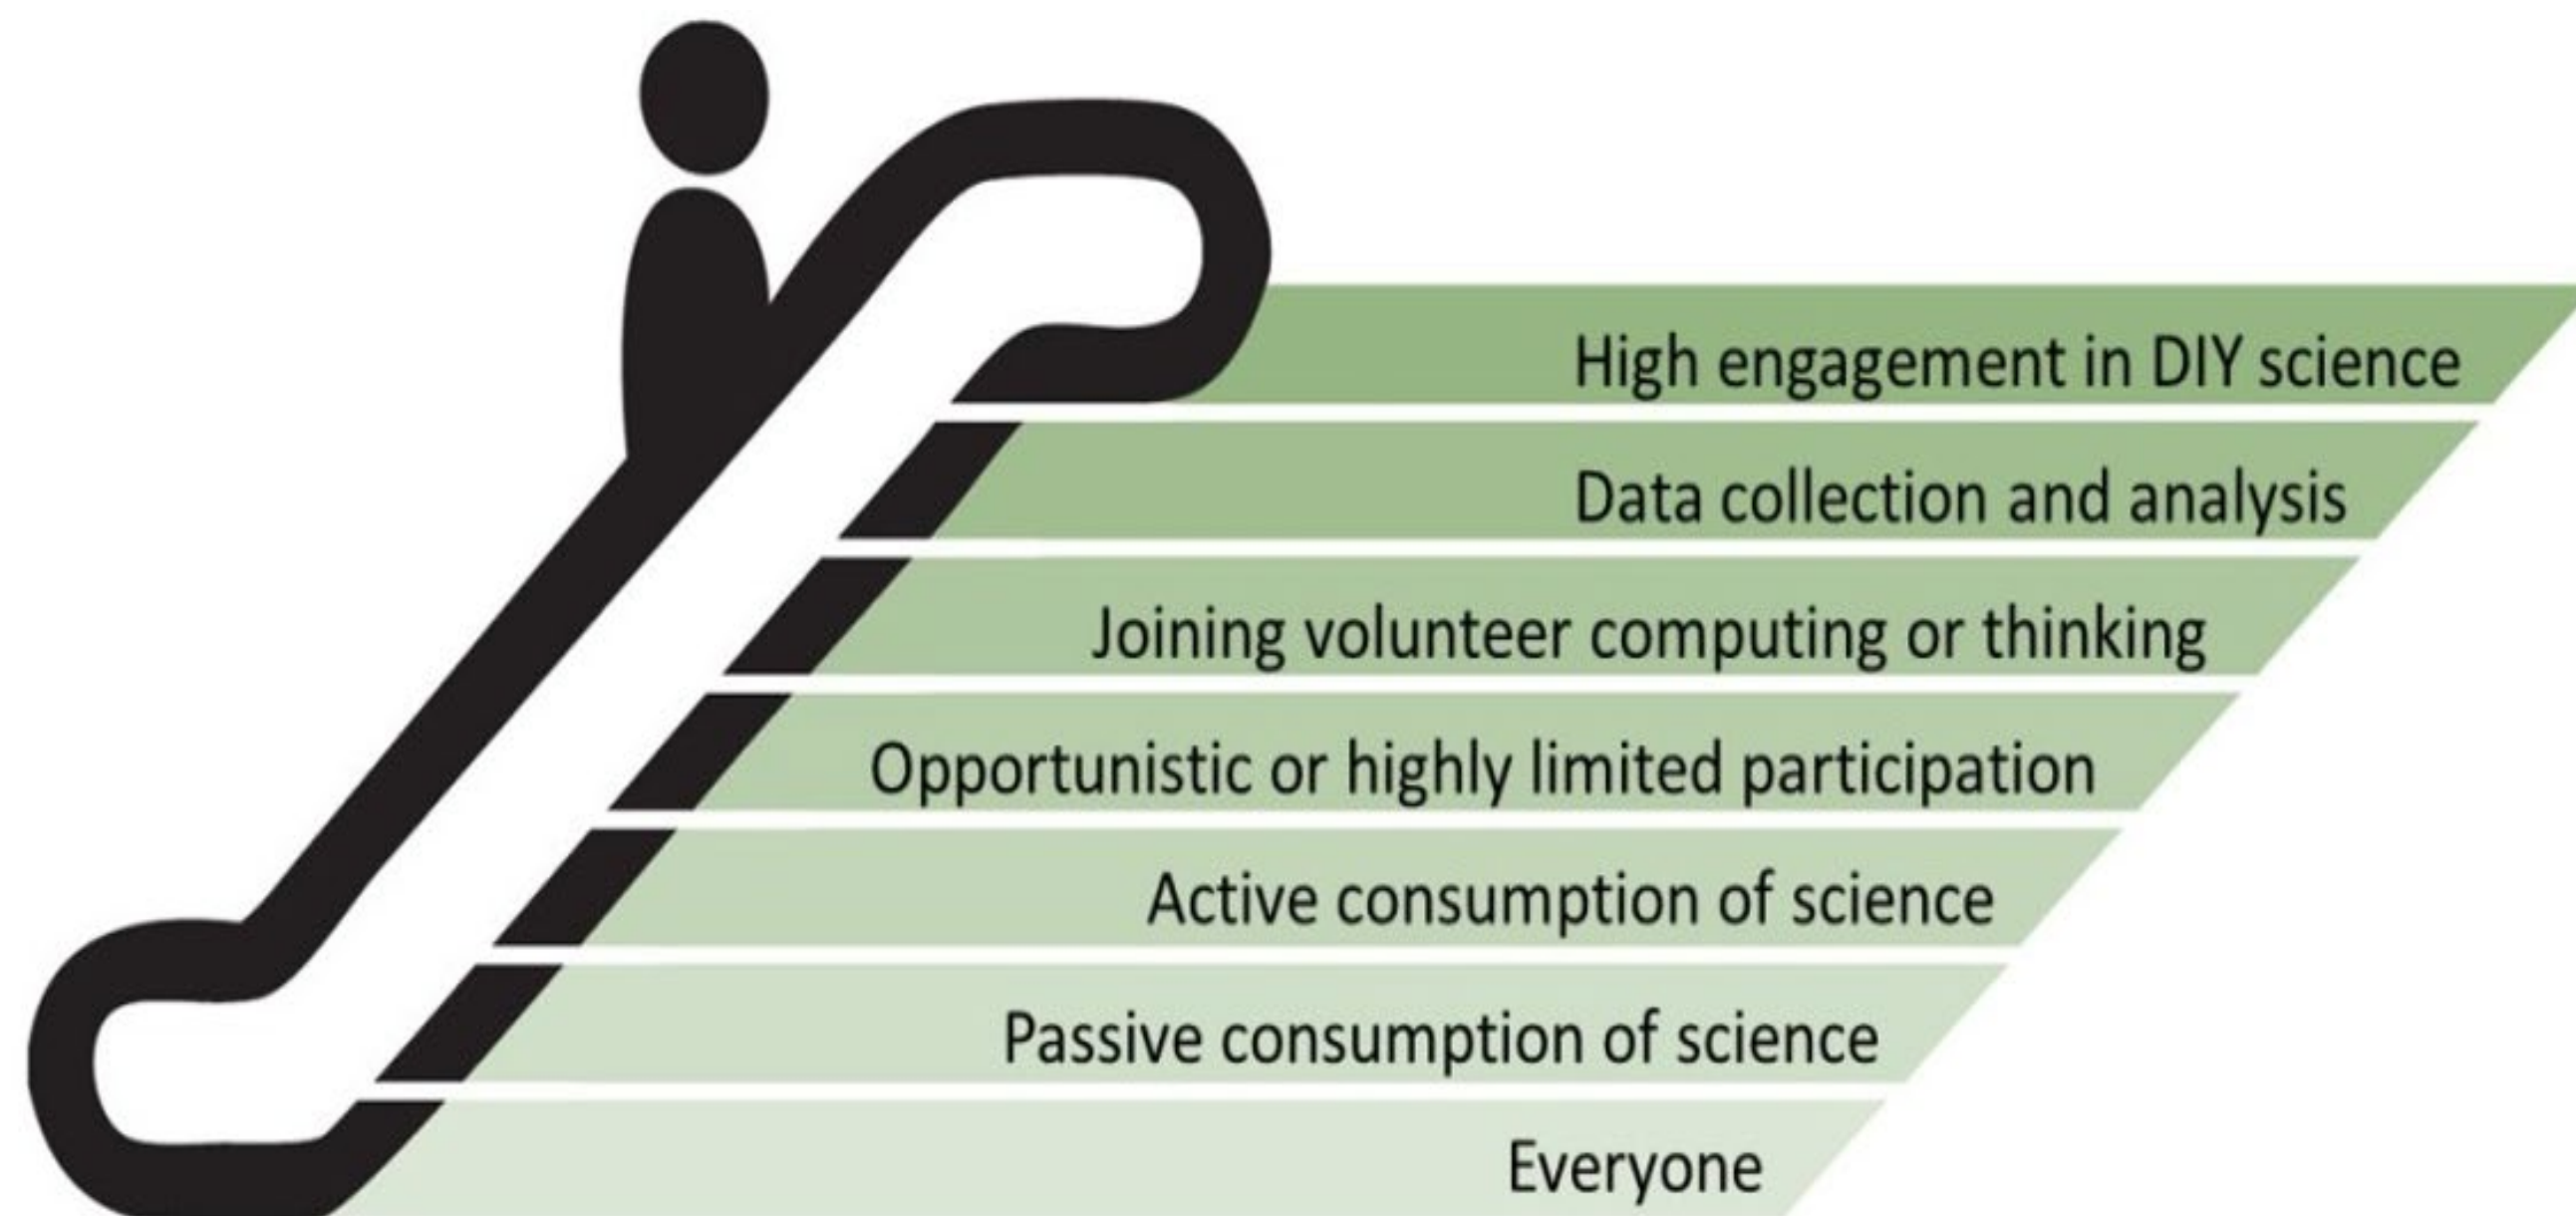 High engagement in DIY science
Data collection and analysis
Joining volunteer computing or thinking
Opportunistic or highly limited participation
Active consumption of science
Passive consumption of science
Everyone